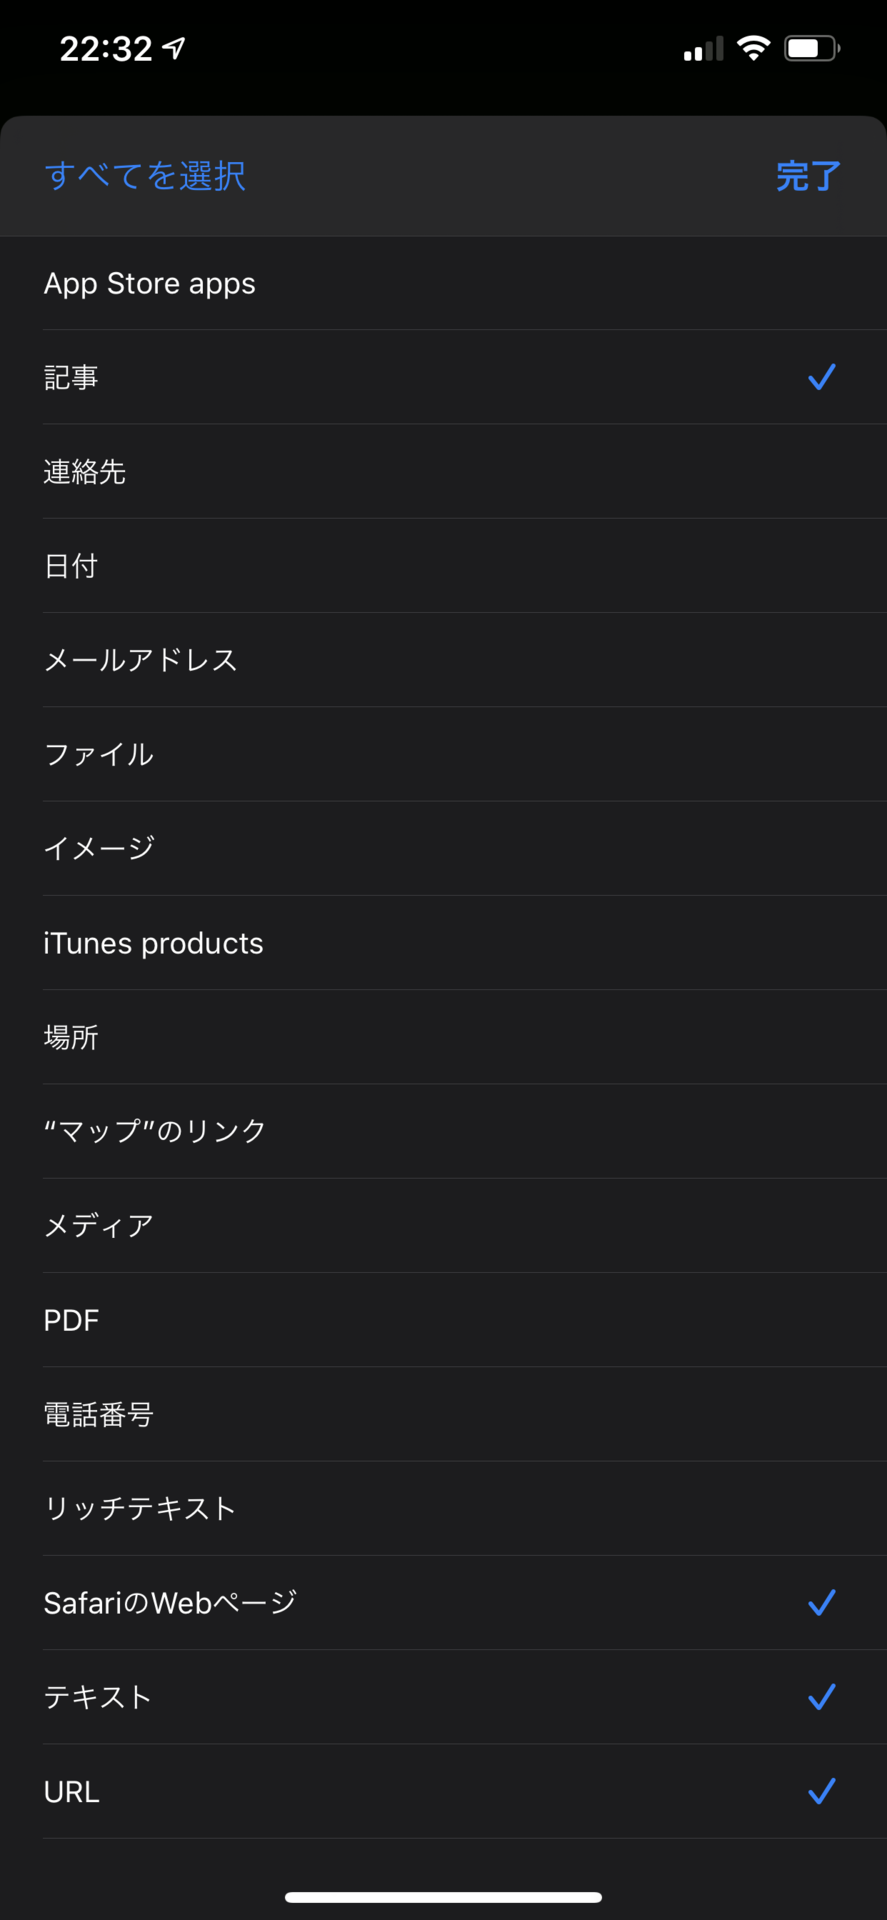 22:32
すべてを選択
完了
App Store apps
記事
連絡先
日付
メールアドレス
ファイル
イメージ
iTunes products
場所
“マップ”のリンク
メディア
PDF
電話番号
リッチテキスト
SafariのWebページ
テキスト
URL